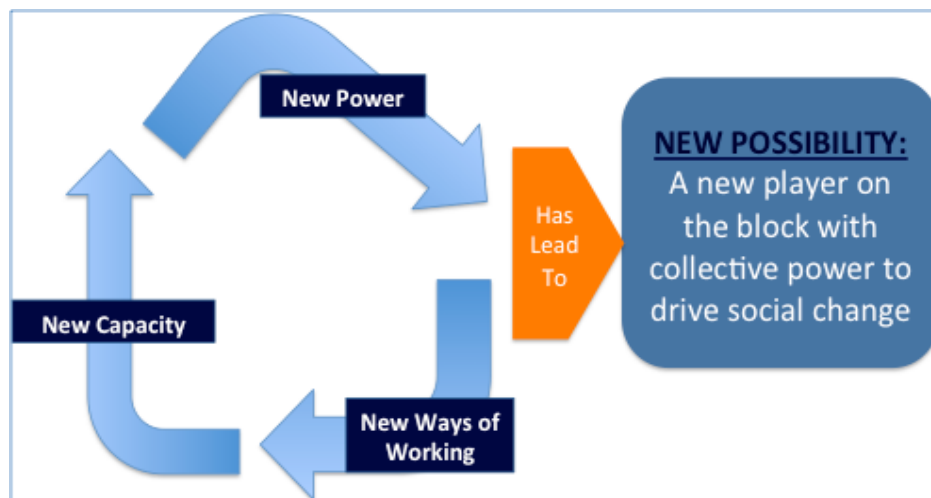 New Power
New Capacity
New Ways of
Working
Has
Lead
To
NEW POSSIBILITY:
A new player on
the block with
collective power to
drive social change